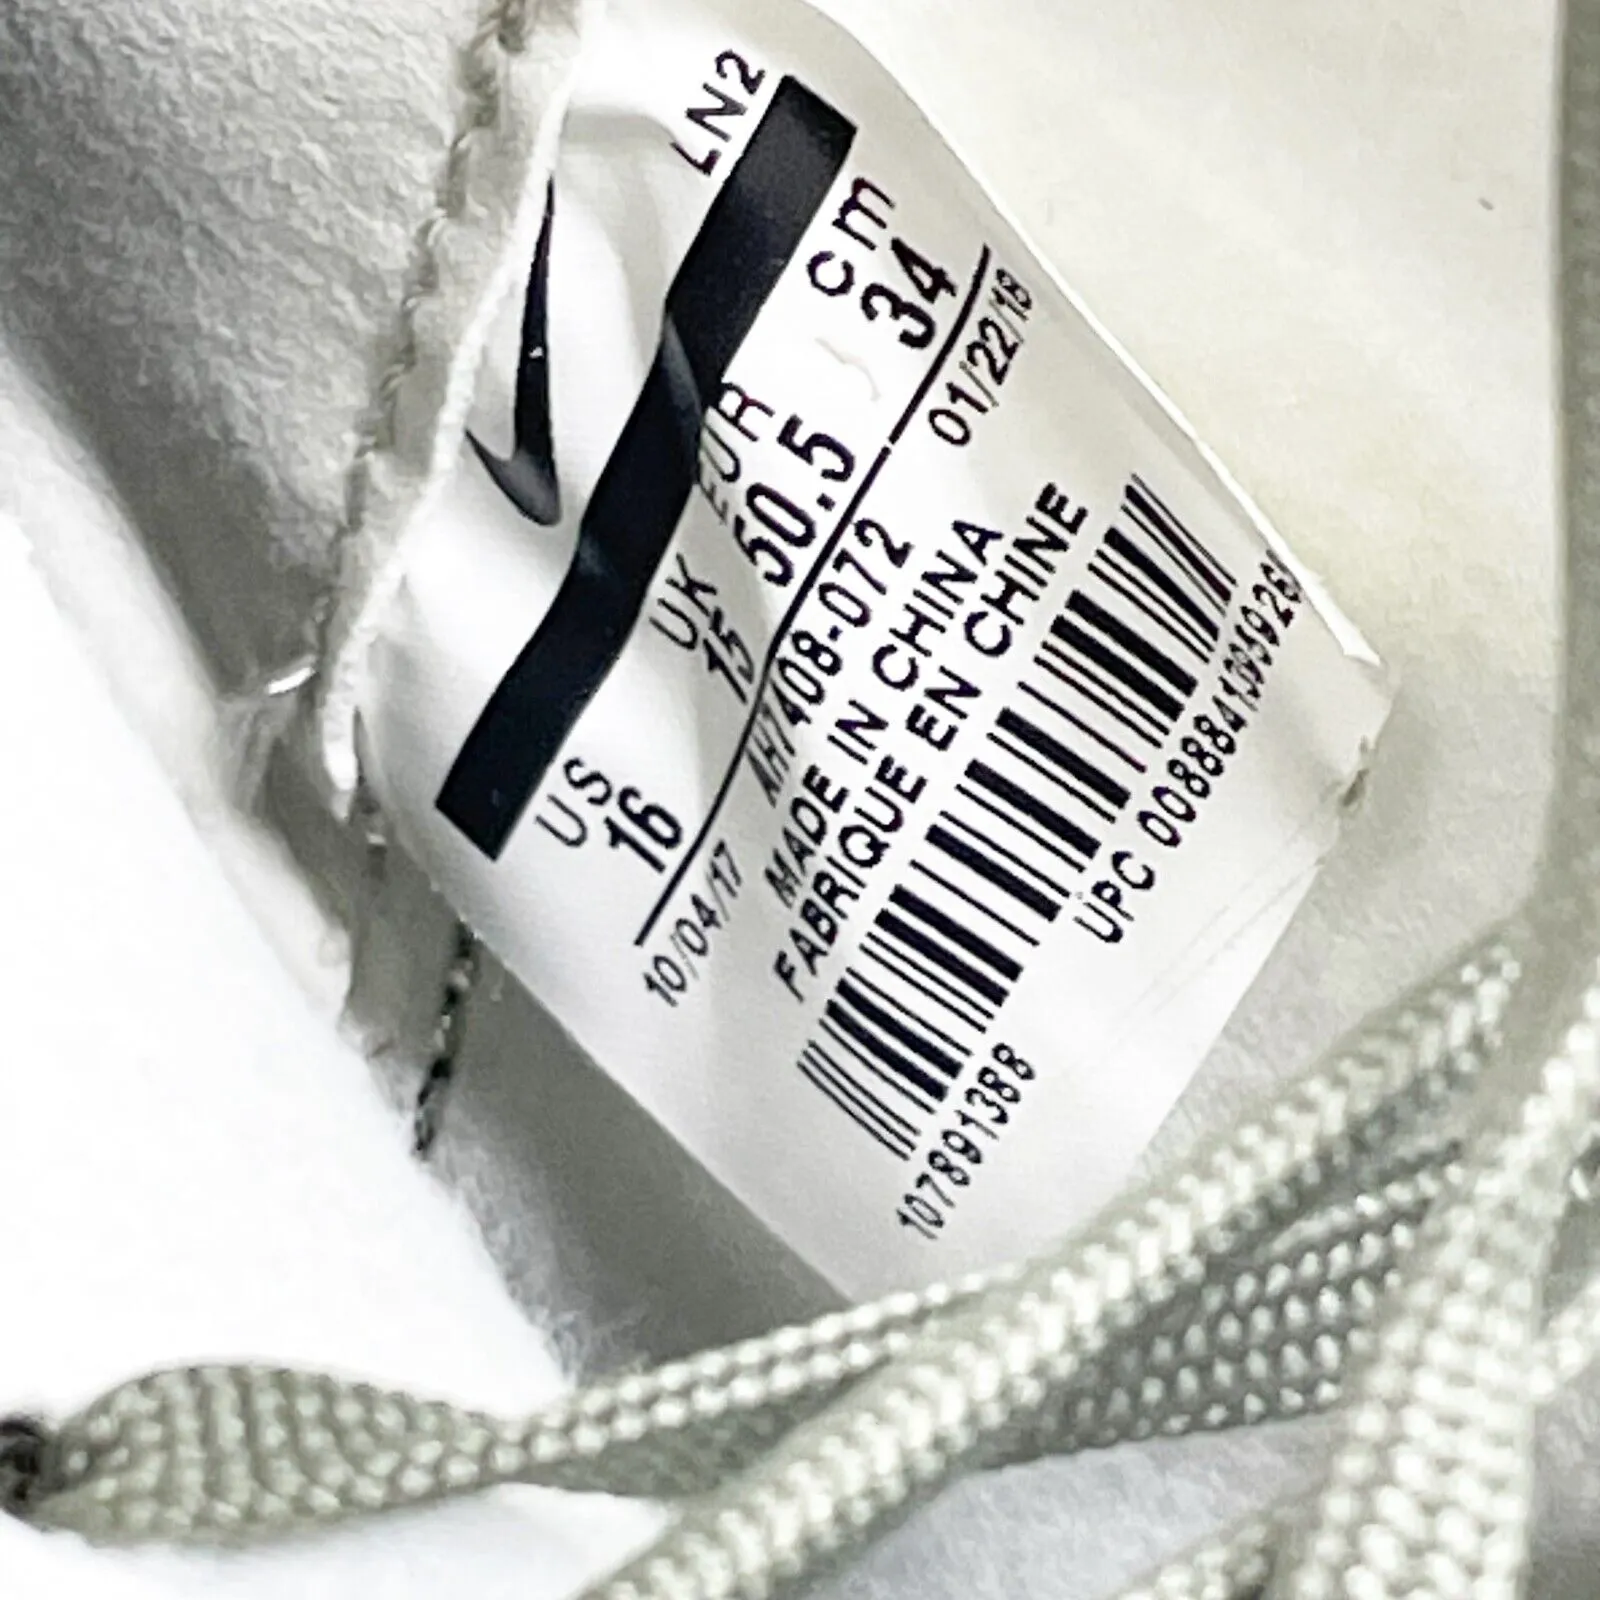 LN2
US UK EUR cm
16 15 50.5 34
10/04/17 AH7408-072 01/22/18
MADE IN CHINA
FABRIQUE EN CHINE
UPC
107891388